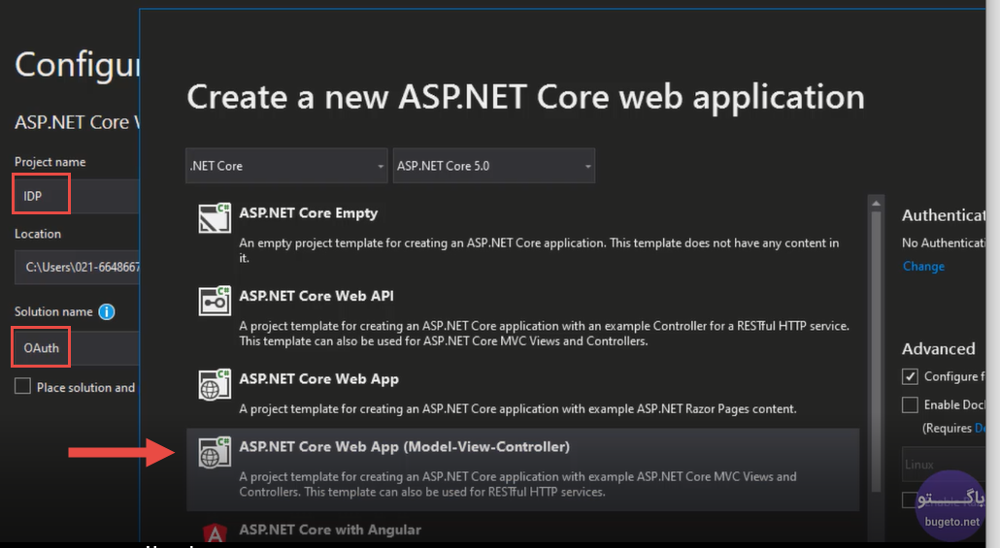 Configu
ASP.NET Core
Project name
IDP
Location
C:\Users\021-6648667
Solution name
OAuth
Place solution and
Create a new ASP.NET Core web application
.NET Core
ASP.NET Core 5.0
ASP.NET Core Empty
An empty project template for creating an ASP.NET Core application. This template does not have any content in
it.
ASP.NET Core Web API
A project template for creating an ASP.NET Core application with an example Controller for a RESTful HTTP service.
This template can also be used for ASP.NET Core MVC Views and Controllers.
ASP.NET Core Web App
A project template for creating an ASP.NET Core application with example ASP.NET Razor Pages content.
ASP.NET Core Web App (Model-View-Controller)
A project template for creating an ASP.NET Core application with example ASP.NET Core MVC Views and
Controllers. This template can also be used for RESTful HTTP services.
ASP.NET Core with Angular
Authenticat
No Authenticati
Change
Advanced
Configure f
Enable Doc
(Requires De
Linux
باگتو
bugeto.net